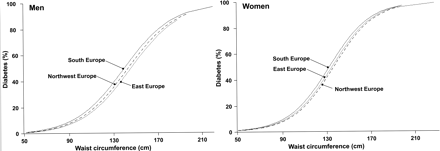 Men
Diabetes (%)
100
80
60
40
20
0
South Europe
Northwest Europe
East Europe
50
90
130
170
210
Waist circumference (cm)
Women
Diabetes (%)
100
80
60
40
20
0
South Europe
East Europe
Northwest Europe
50
90
130
170
210
Waist circumference (cm)